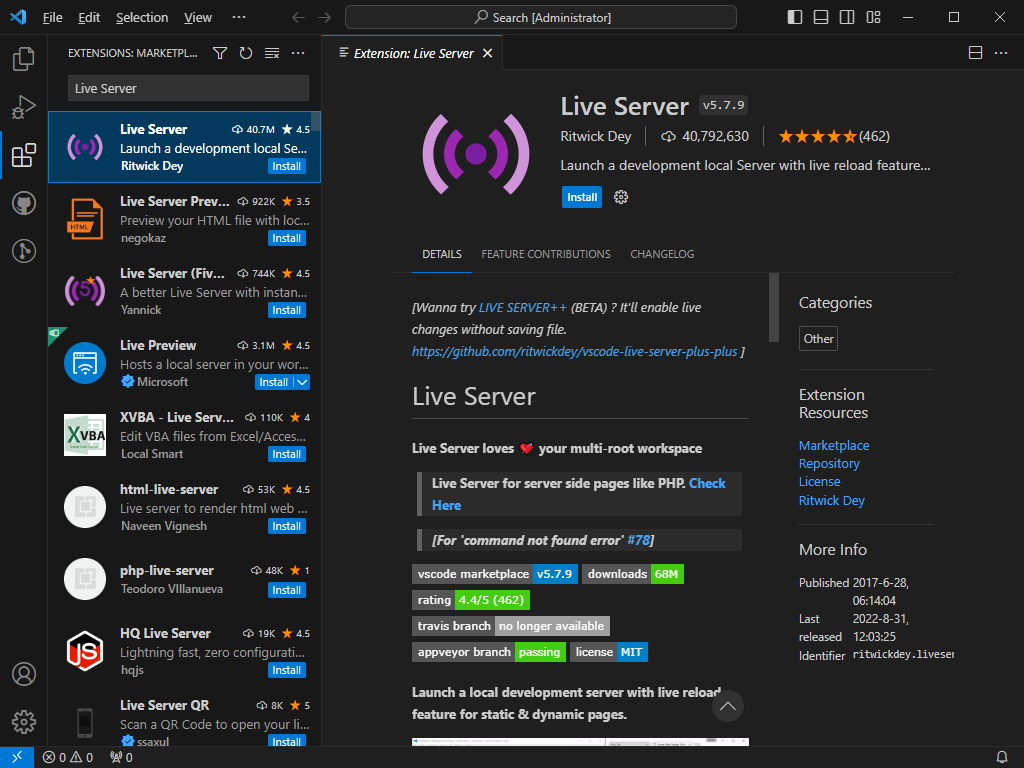 File Edit Selection View ···
Search [Administrator]
EXTENSIONS: MARKETPL...
Live Server
Live Server 40.7M 4.5
Launch a development local Se...
Ritwick Dey Install
Live Server Prev... 922K 3.5
Preview your HTML file with loc...
negokaz Install
Live Server (Fiv... 744K 4.5
A better Live Server with instan...
Yannick Install
Live Preview 3.1M 4.5
Hosts a local server in your wor...
Microsoft Install
XVBA - Live Serv... 110K 4
Edit VBA files from Excel/Acces...
Local Smart Install
html-live-server 53K 4.5
Live server to render html web ...
Naveen Vignesh Install
php-live-server 48K 1
Teodoro VIllanueva Install
HQ Live Server 19K 4.5
Lightning fast, zero configurati...
hqjs Install
Live Server QR 8K 5
Scan a QR Code to open your li...
ssaxul Install
HTML
5
XVBA
JS
Extension: Live Server
Live Server v5.7.9
Ritwick Dey 40,792,630 (462)
Launch a development local Server with live reload feature...
Install
DETAILS FEATURE CONTRIBUTIONS CHANGELOG
[Wanna try LIVE SERVER++ (BETA) ? It'll enable live
changes without saving file.
https://github.com/ritwickdey/vscode-live-server-plus-plus ]
Live Server
Live Server loves your multi-root workspace
Live Server for server side pages like PHP. Check
Here
[For 'command not found error' #78]
vscode marketplace v5.7.9 downloads 68M
rating 4.4/5 (462)
travis branch no longer available
appveyor branch passing license MIT
Launch a local development server with live reload
feature for static & dynamic pages.
Categories
Other
Extension
Resources
Marketplace
Repository
License
Ritwick Dey
More Info
Published 2017-6-28,
06:14:04
Last 2022-8-31,
released 12:03:25
Identifier ritwickdey.liveser
0 0 0